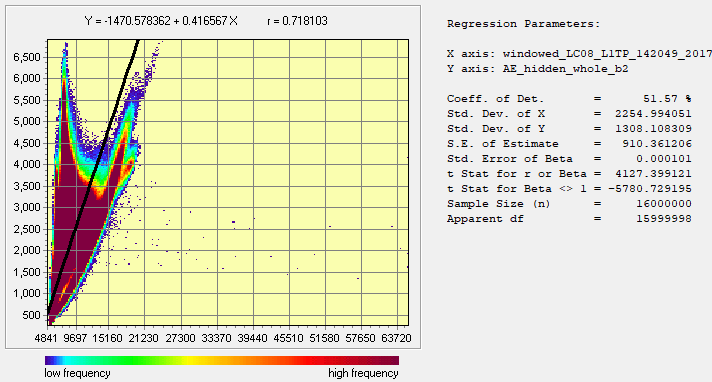 Y = -1470.578362 + 0.416567 X r = 0.718103
6,500
6,000
5,500
5,000
4,500
4,000
3,500
3,000
2,500
2,000
1,500
1,000
500
4841 9697 15160 21230 27300 33370 39440 45510 51580 57650 63720
low frequency high frequency
Regression Parameters:
X axis: windowed_LC08_L1TP_142049_2017
Y axis: AE_hidden_whole_b2
Coeff. of Det. = 51.57 %
Std. Dev. of X = 2254.994051
Std. Dev. of Y = 1308.108309
S.E. of Estimate = 910.361206
Std. Error of Beta = 0.000101
t Stat for r or Beta = 4127.399121
t Stat for Beta <> 1 = -5780.729195
Sample Size (n) = 16000000
Apparent df = 15999998